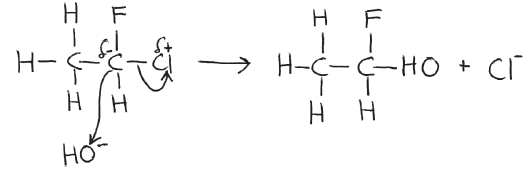 H F H F
H–C–C–Cl → H–C–C–HO + Cl⁻
δ- δ+
H H H H
HO⁻